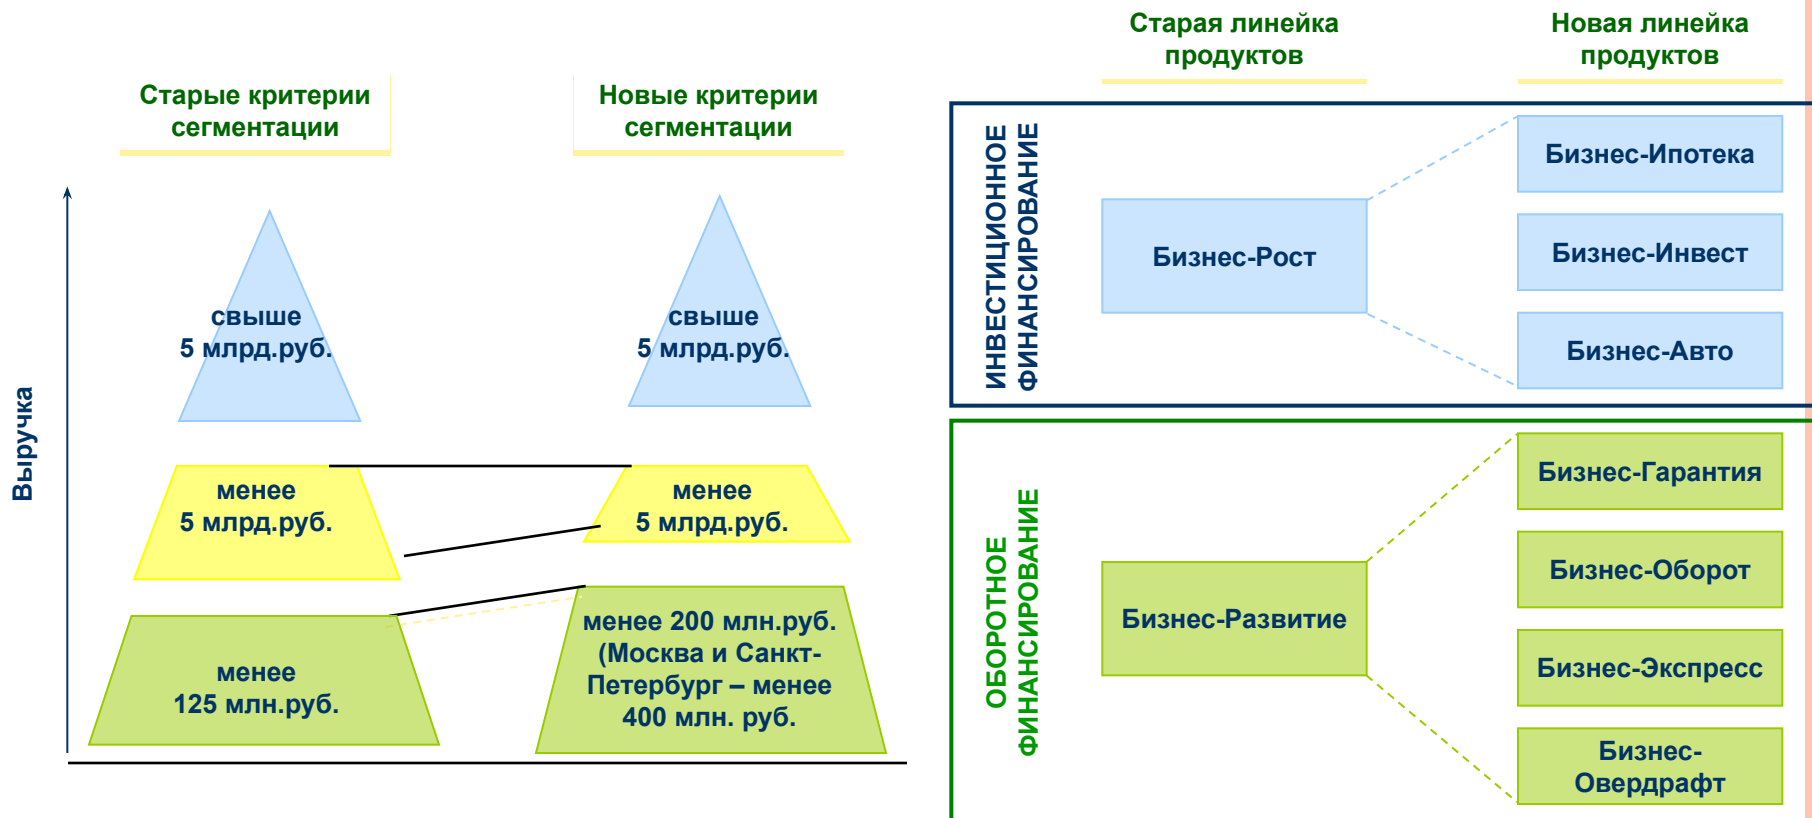 Старые критерии
сегментации
Новые критерии
сегментации
Выручка
свыше
5 млрд.руб.
свыше
5 млрд.руб.
менее
5 млрд.руб.
менее
5 млрд.руб.
менее
125 млн.руб.
менее 200 млн.руб.
(Москва и Санкт-
Петербург – менее
400 млн. руб.
Старая линейка
продуктов
Новая линейка
продуктов
ИНВЕСТИЦИОННОЕ
ФИНАНСИРОВАНИЕ
Бизнес-Рост
Бизнес-Ипотека
Бизнес-Инвест
Бизнес-Авто
ОБОРОТНОЕ
ФИНАНСИРОВАНИЕ
Бизнес-Развитие
Бизнес-Гарантия
Бизнес-Оборот
Бизнес-Экспресс
Бизнес-
Овердрафт